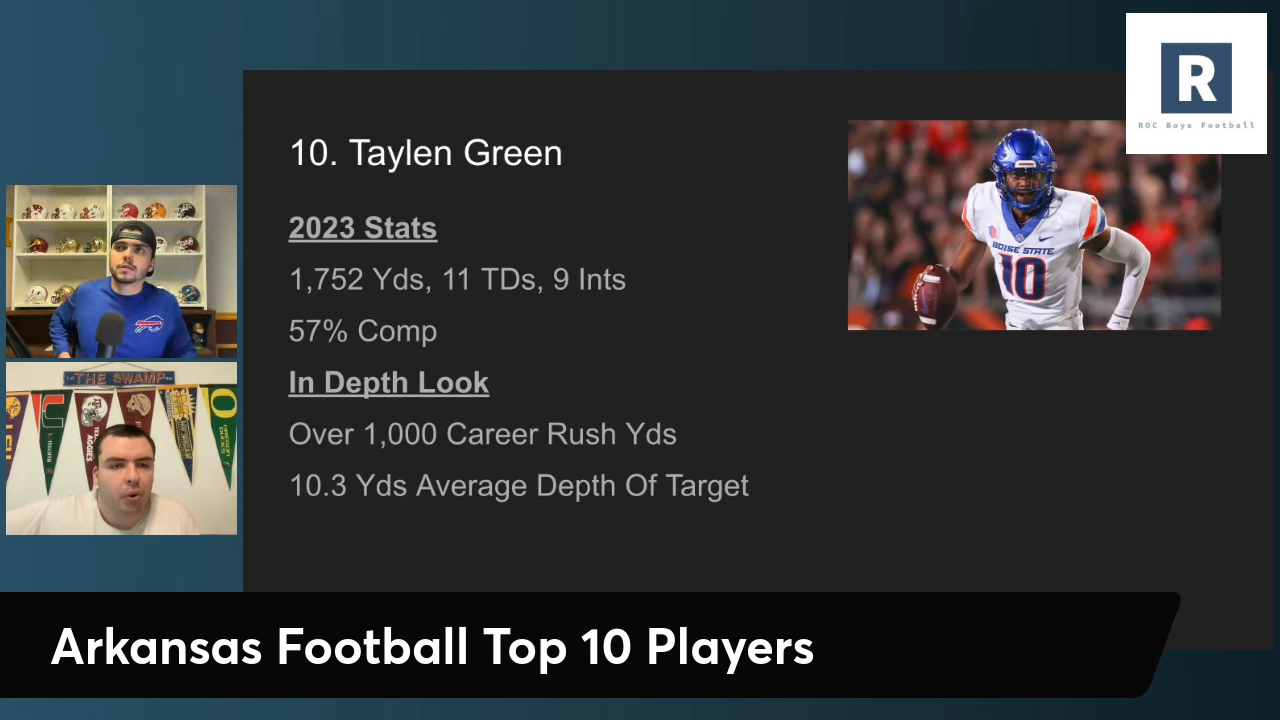 R
ROC Boys Football
10. Taylen Green
2023 Stats
1,752 Yds, 11 TDs, 9 Ints
57% Comp
In Depth Look
Over 1,000 Career Rush Yds
10.3 Yds Average Depth Of Target
BOISE STATE
10
THE SWAMP
U
AGGIES
O
Arkansas Football Top 10 Players